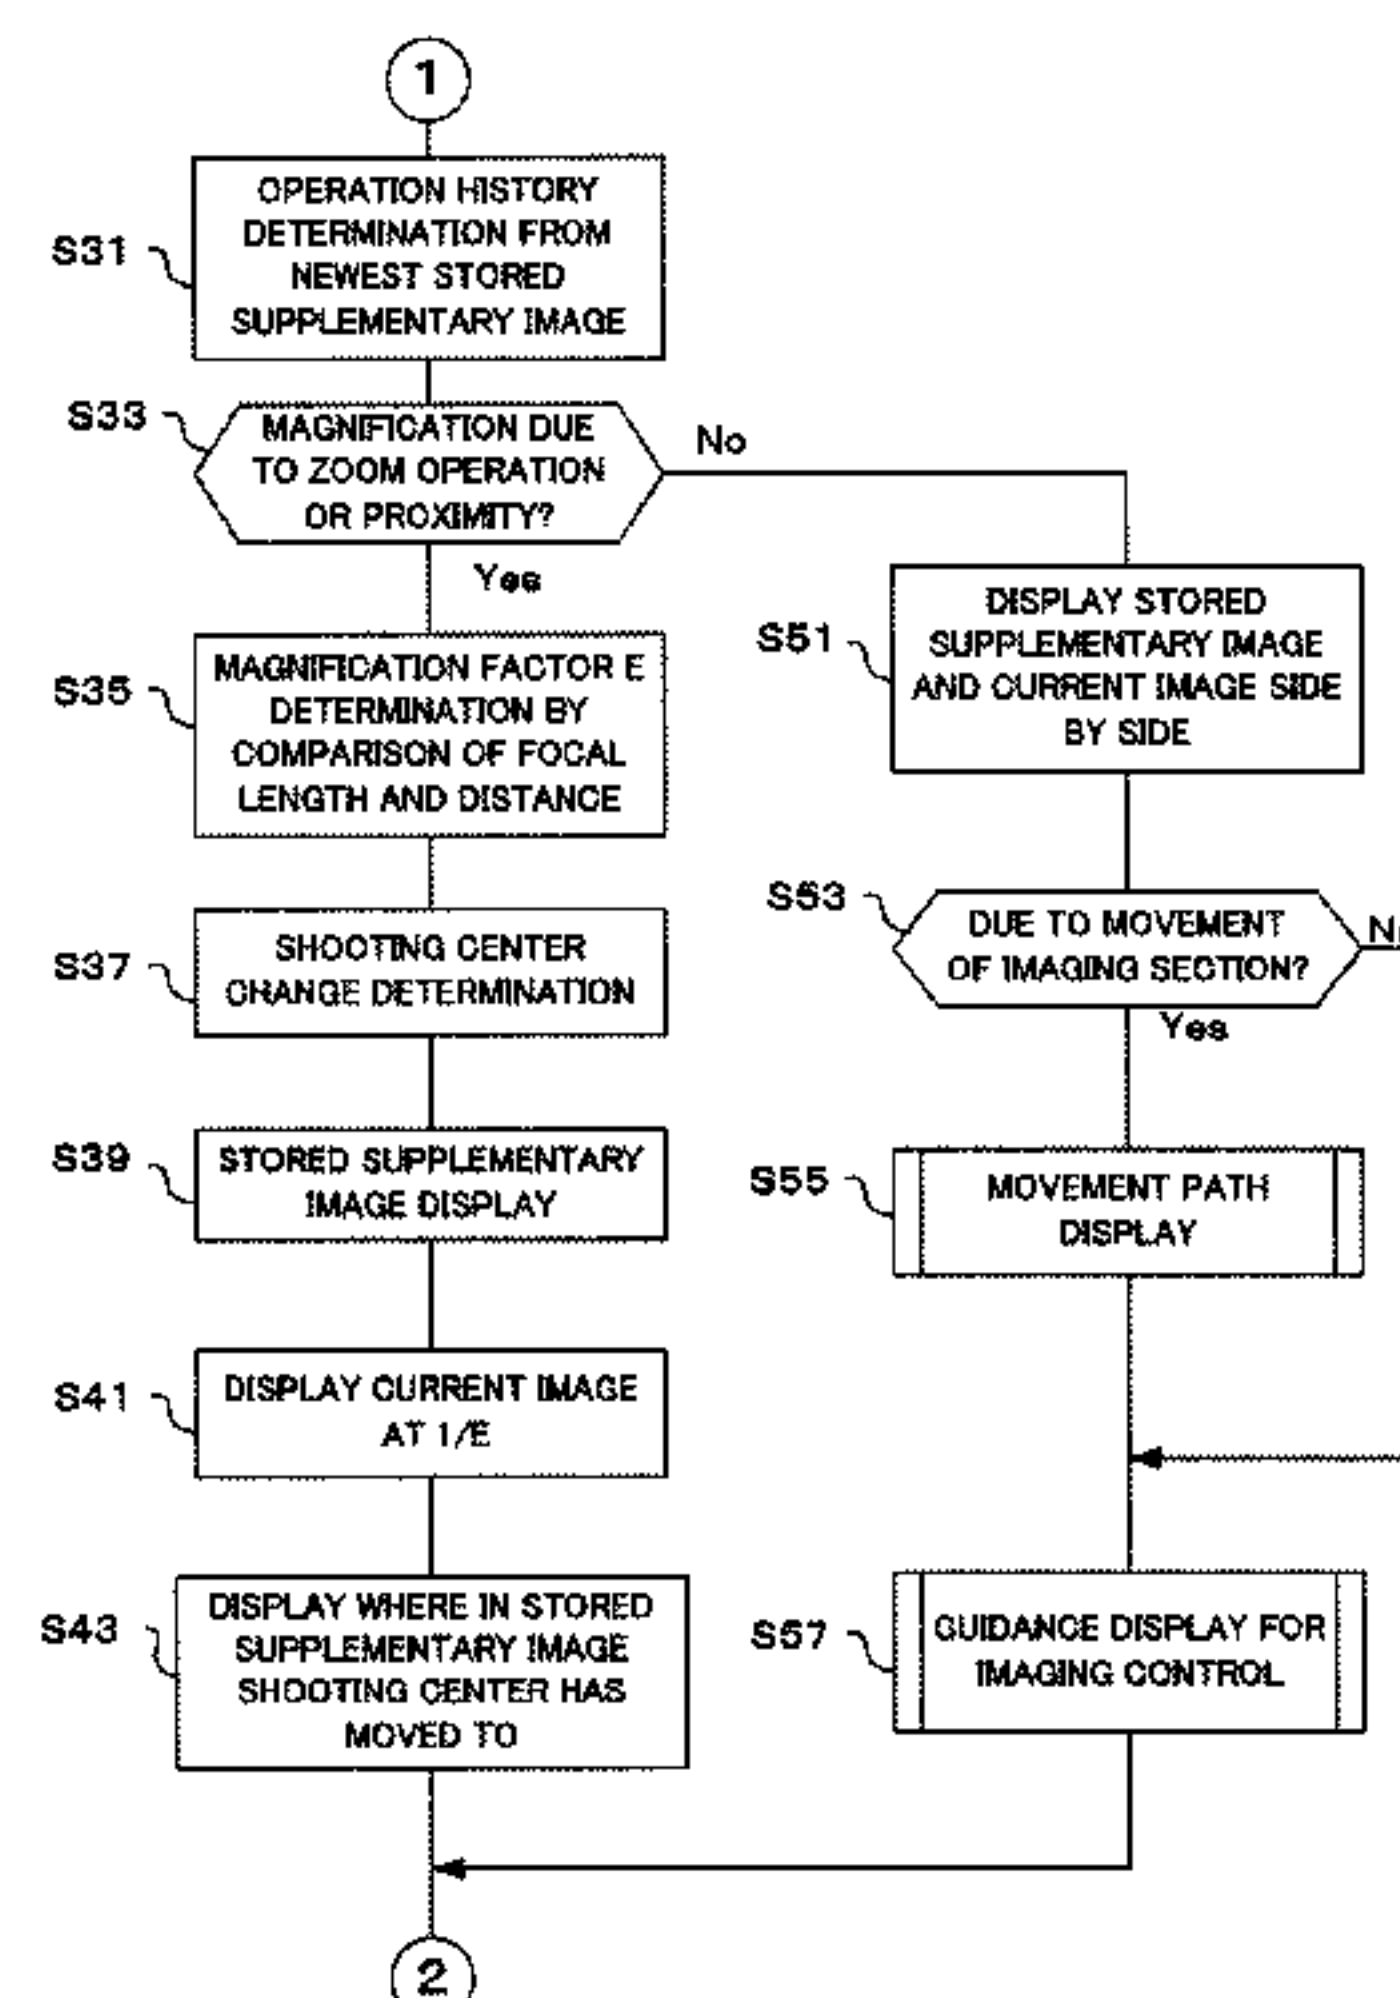 1
OPERATION HISTORY
DETERMINATION FROM
NEWEST STORED
SUPPLEMENTARY IMAGE
S31
S33
MAGNIFICATION DUE
TO ZOOM OPERATION
OR PROXIMITY?
No
Yes
S35
MAGNIFICATION FACTOR E
DETERMINATION BY
COMPARISON OF FOCAL
LENGTH AND DISTANCE
S37
SHOOTING CENTER
CHANGE DETERMINATION
S39
STORED SUPPLEMENTARY
IMAGE DISPLAY
S41
DISPLAY CURRENT IMAGE
AT 1/E
S43
DISPLAY WHERE IN STORED
SUPPLEMENTARY IMAGE
SHOOTING CENTER HAS
MOVED TO
2
S51
DISPLAY STORED
SUPPLEMENTARY IMAGE
AND CURRENT IMAGE SIDE
BY SIDE
S53
DUE TO MOVEMENT
OF IMAGING SECTION?
Yes
S55
MOVEMENT PATH
DISPLAY
S57
GUIDANCE DISPLAY FOR
IMAGING CONTROL